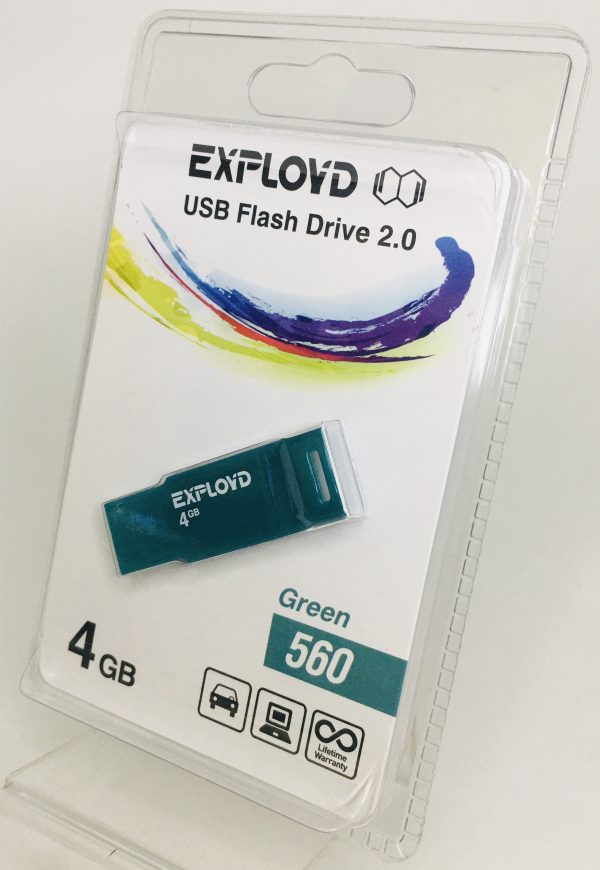 EXPLOYD
USB Flash Drive 2.0
EXPLOYD
4GB
Green
560
4 GB
Lifetime
Warranty